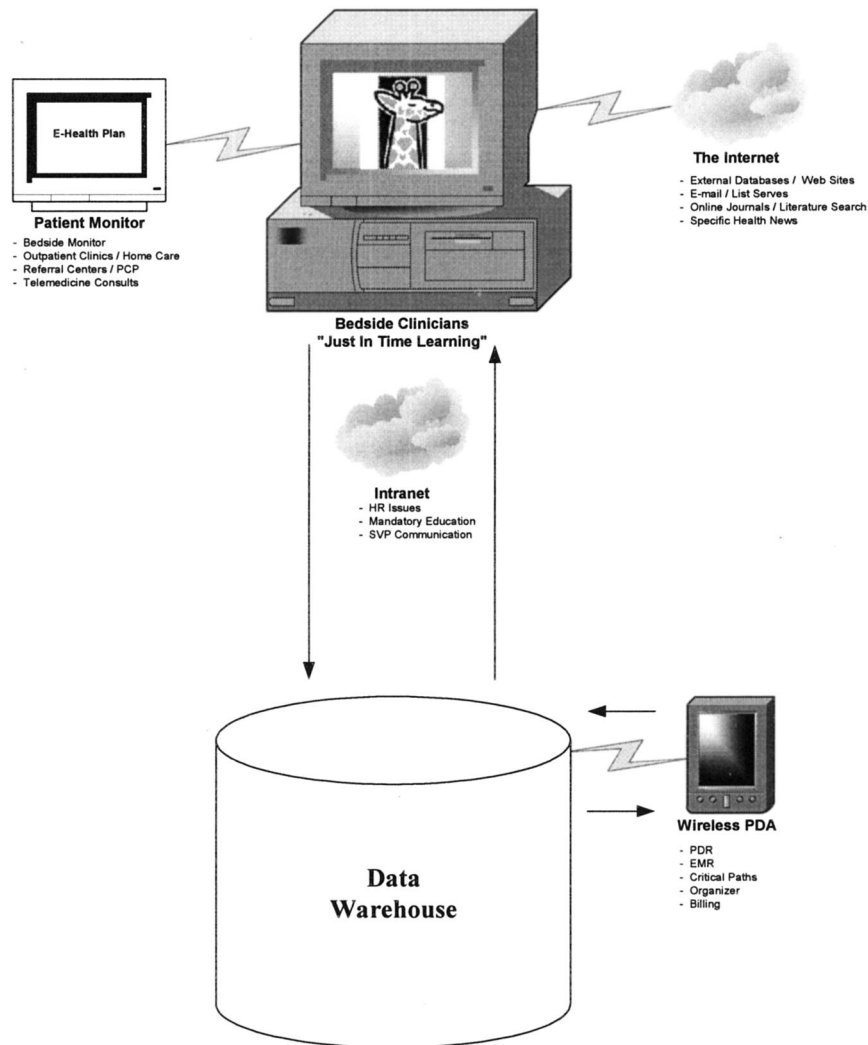 E-Health Plan
Patient Monitor
- Bedside Monitor
- Outpatient Clinics / Home Care
- Referral Centers / PCP
- Telemedicine Consults
The Internet
- External Databases / Web Sites
- E-mail / List Serves
- Online Journals / Literature Search
- Specific Health News
Bedside Clinicians
"Just In Time Learning"
Intranet
- HR Issues
- Mandatory Education
- SVP Communication
Data
Warehouse
Wireless PDA
- PDR
- EMR
- Critical Paths
- Organizer
- Billing